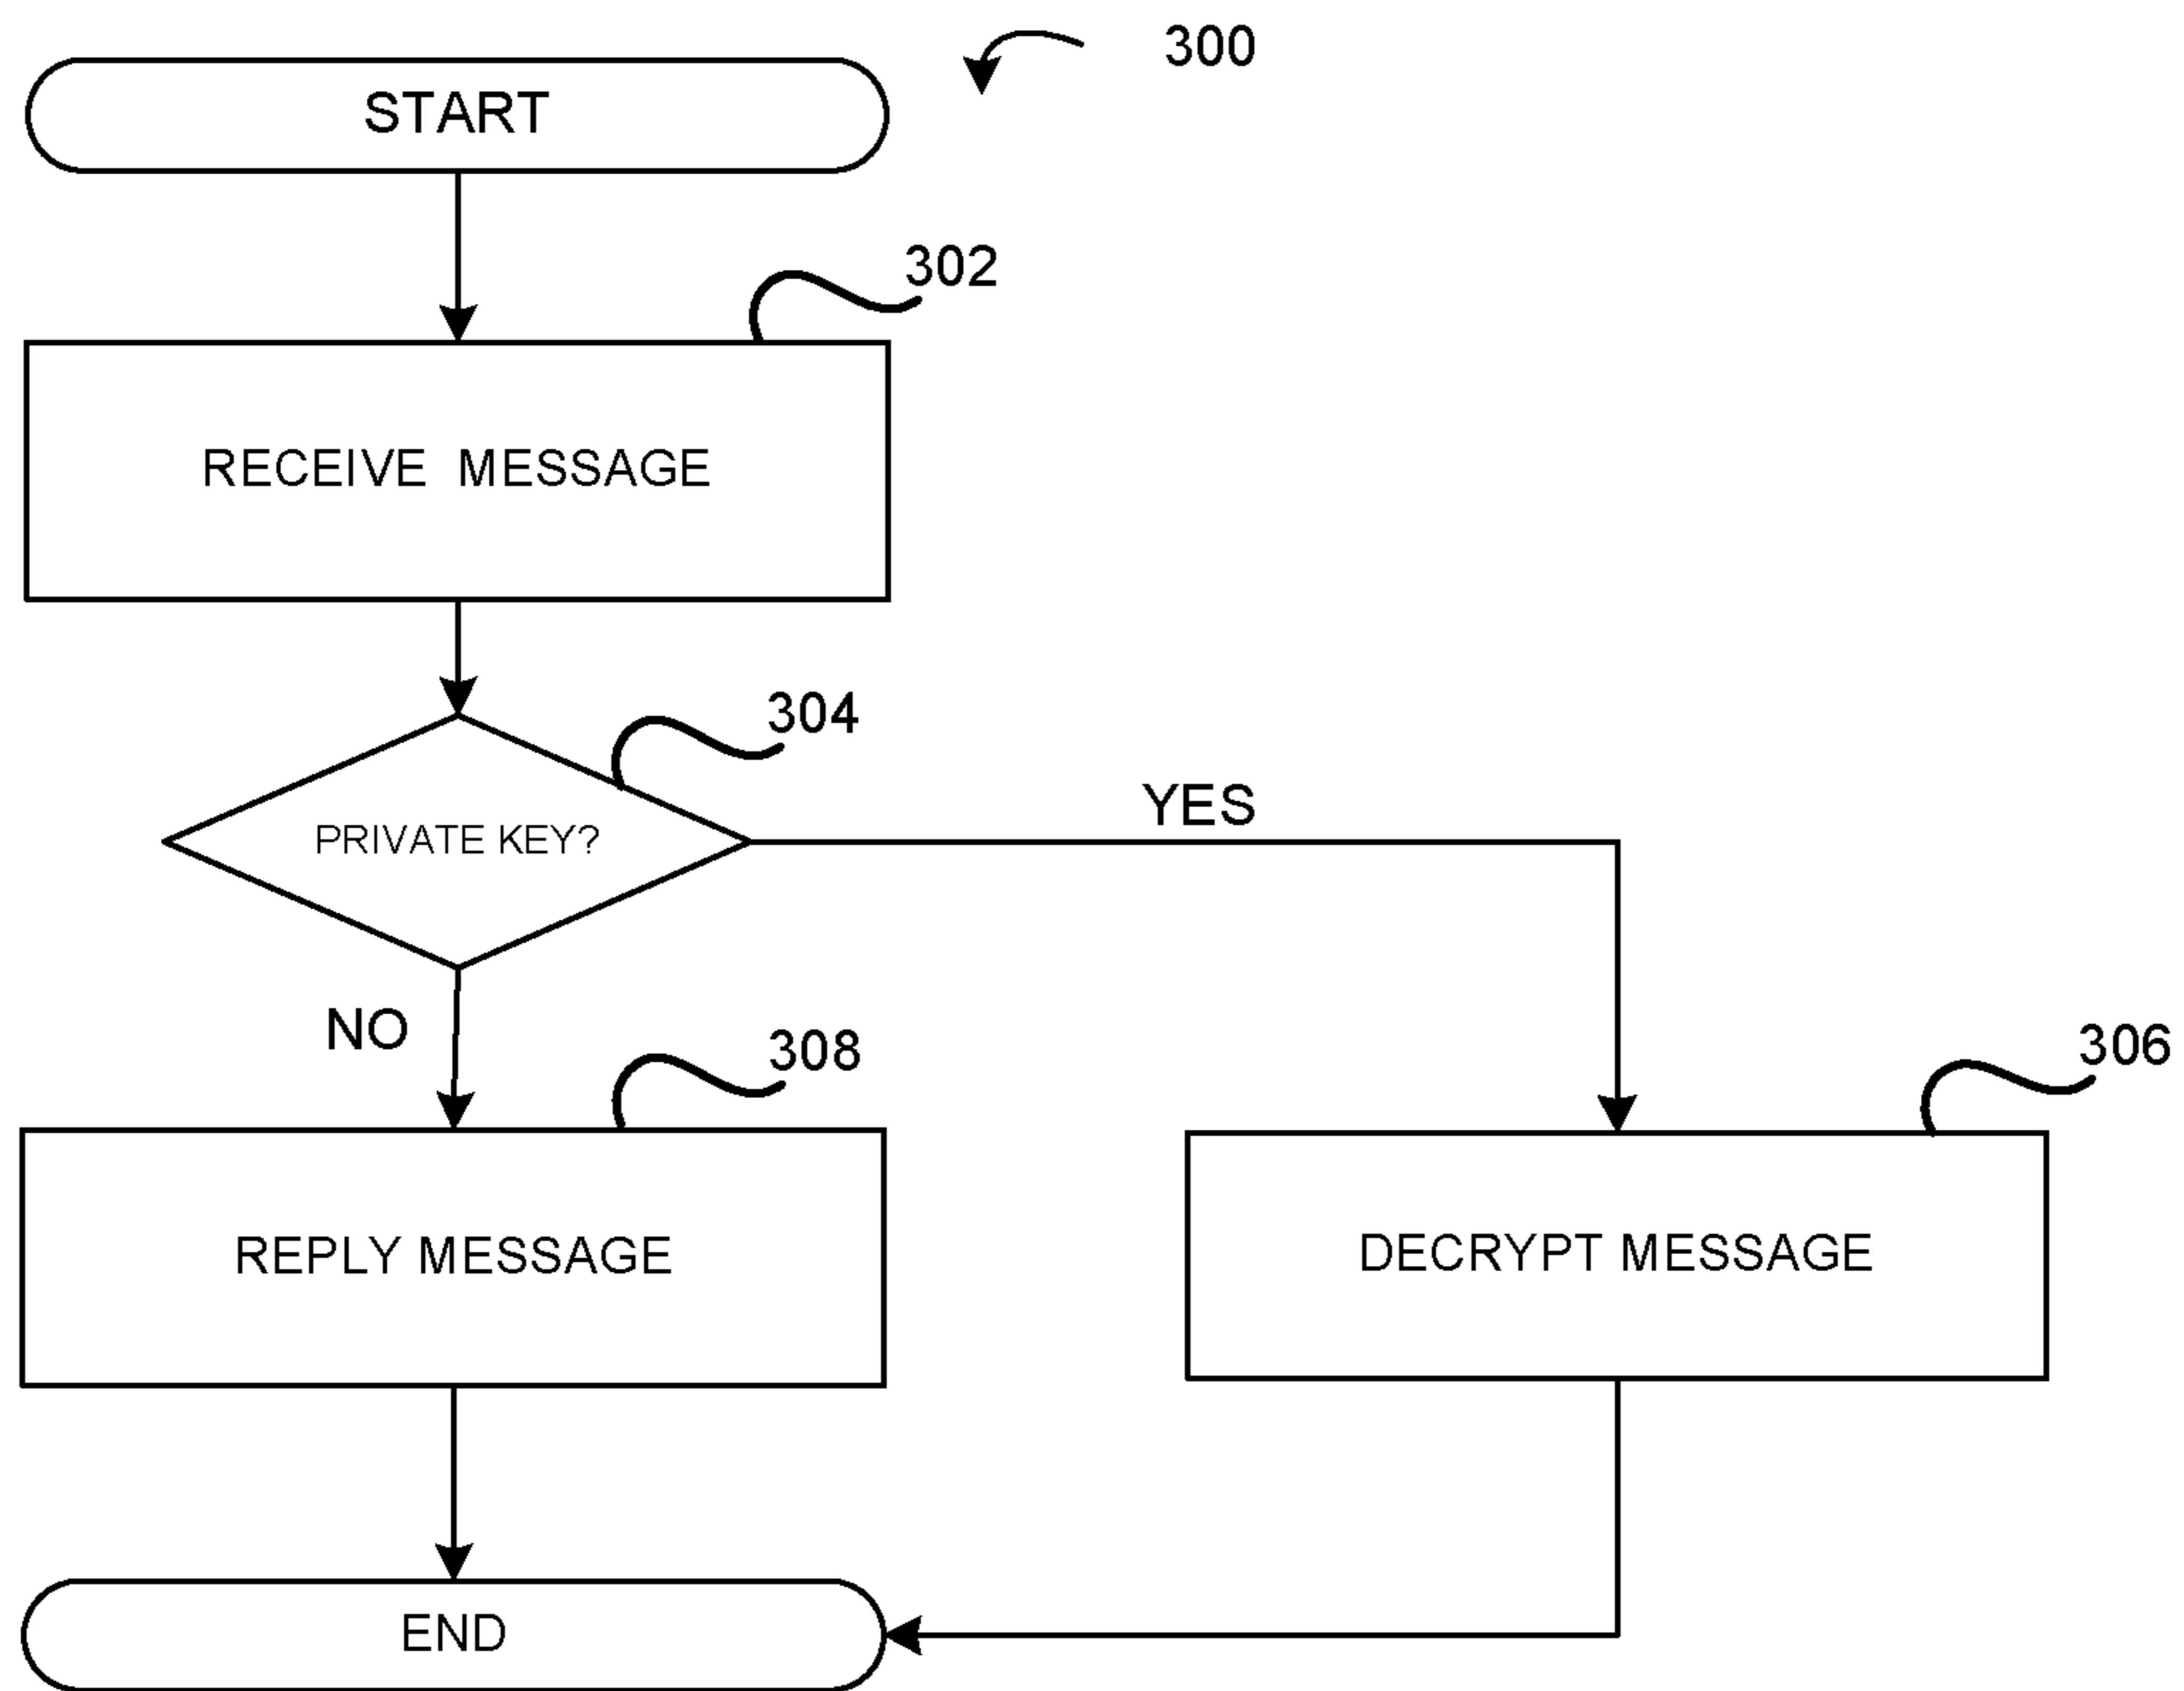 300
START
302
RECEIVE MESSAGE
304
YES
PRIVATE KEY?
NO
308
306
REPLY MESSAGE
DECRYPT MESSAGE
END